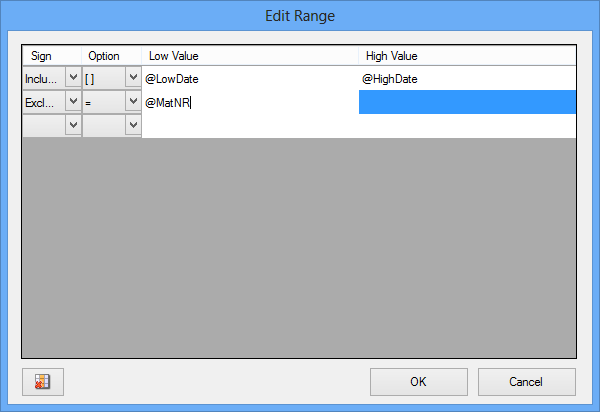 Edit Range
Sign Option Low Value High Value
Inclu... [ ] @LowDate @HighDate
Excl... = @MatNR
OK Cancel